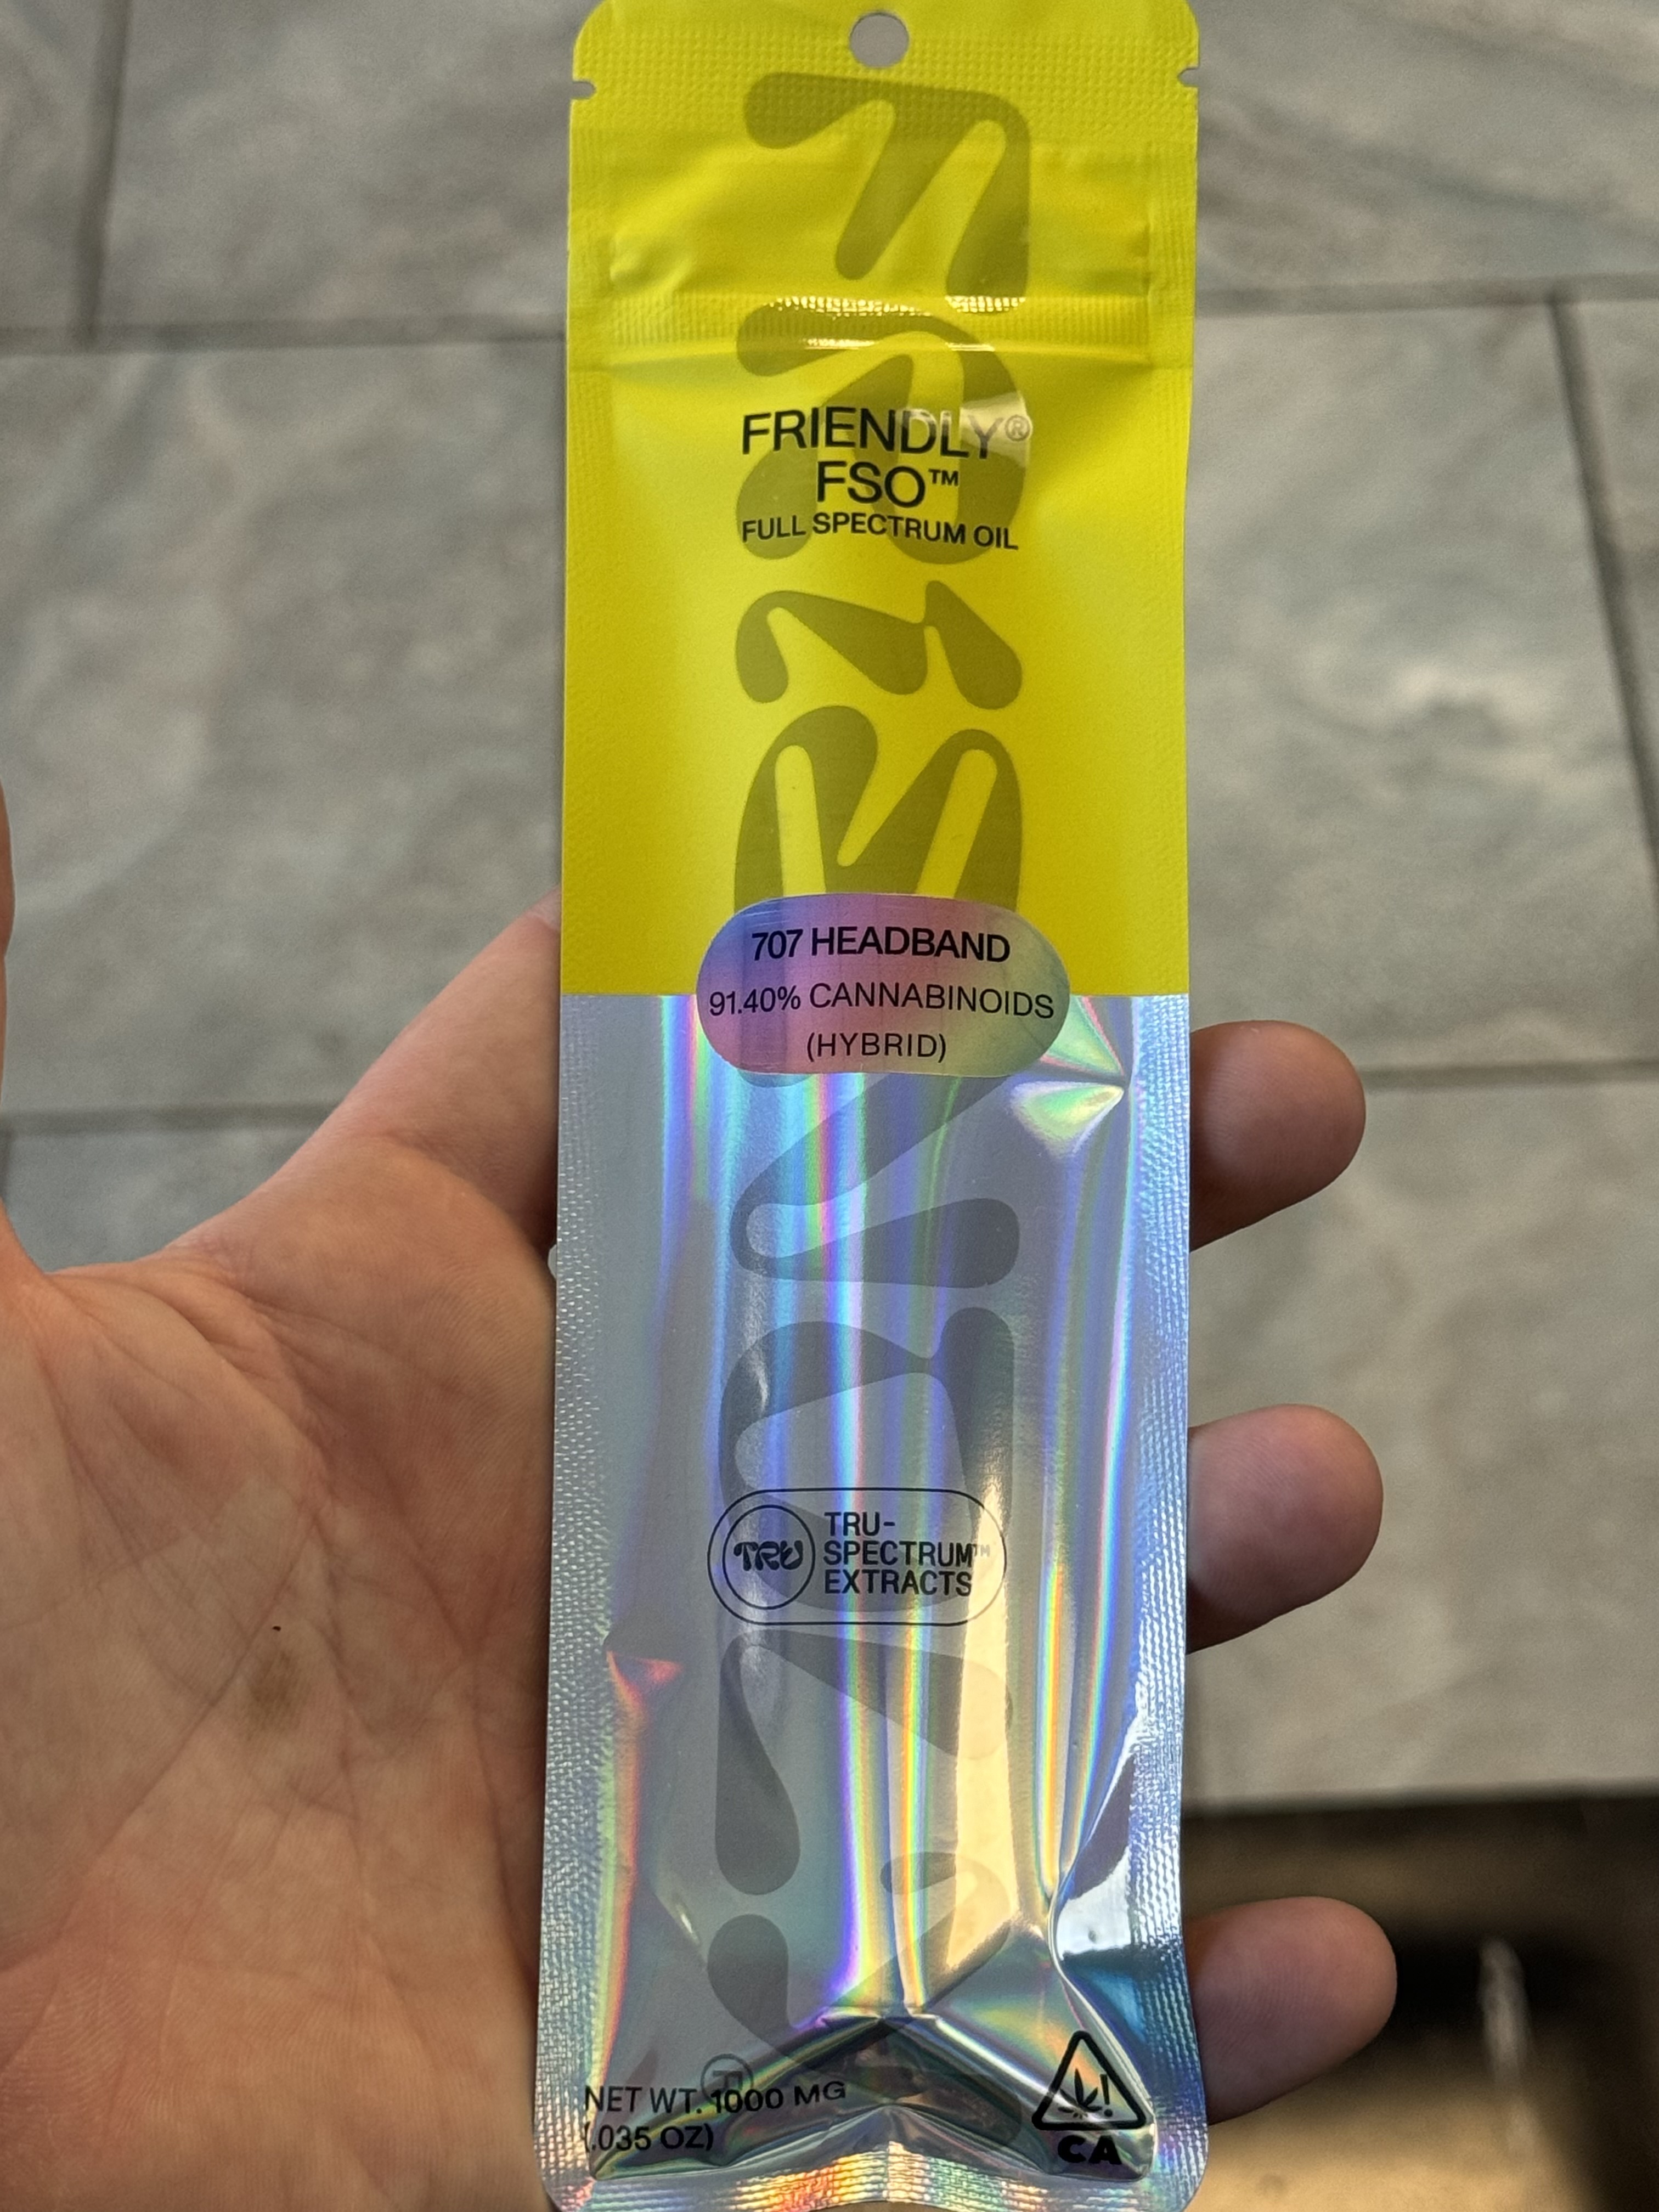 FRIENDLY®
FSO™
FULL SPECTRUM OIL
707 HEADBAND
91.40% CANNABINOIDS
(HYBRID)
TRU
TRU-
SPECTRUM™
EXTRACTS
NET WT. 1000 MG
(.035 OZ)
!
CA